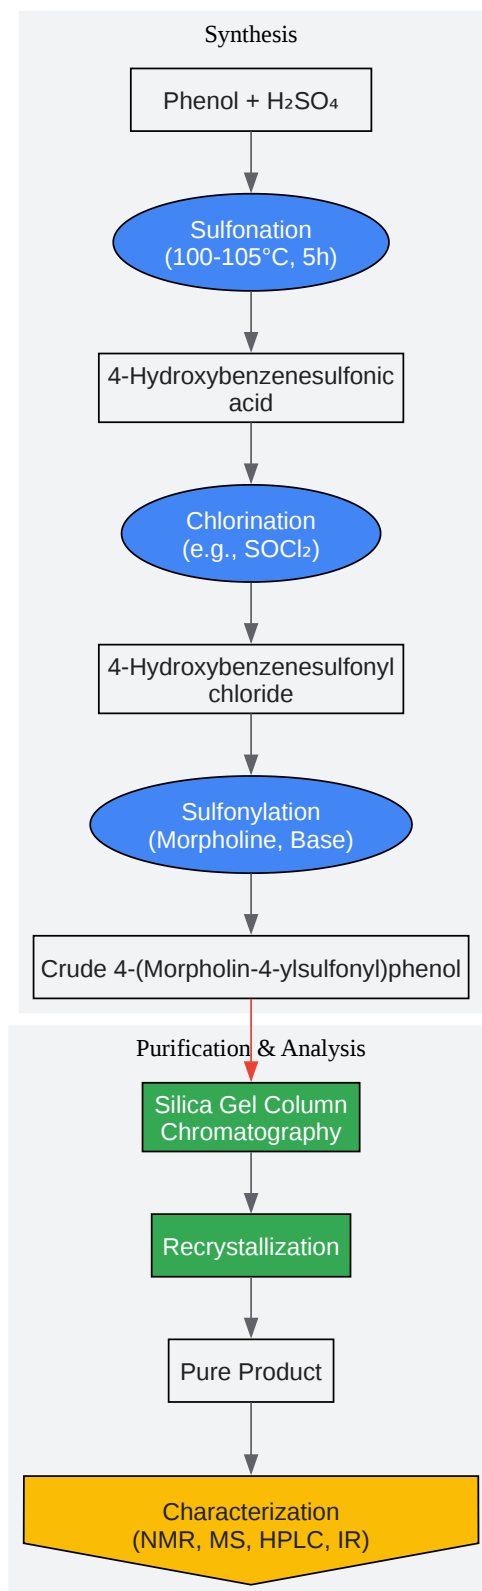 Synthesis
Phenol + H₂SO₄
Sulfonation
(100-105°C, 5h)
4-Hydroxybenzenesulfonic
acid
Chlorination
(e.g., SOCl₂)
4-Hydroxybenzenesulfonyl
chloride
Sulfonylation
(Morpholine, Base)
Crude 4-(Morpholin-4-ylsulfonyl)phenol
Purification & Analysis
Silica Gel Column
Chromatography
Recrystallization
Pure Product
Characterization
(NMR, MS, HPLC, IR)